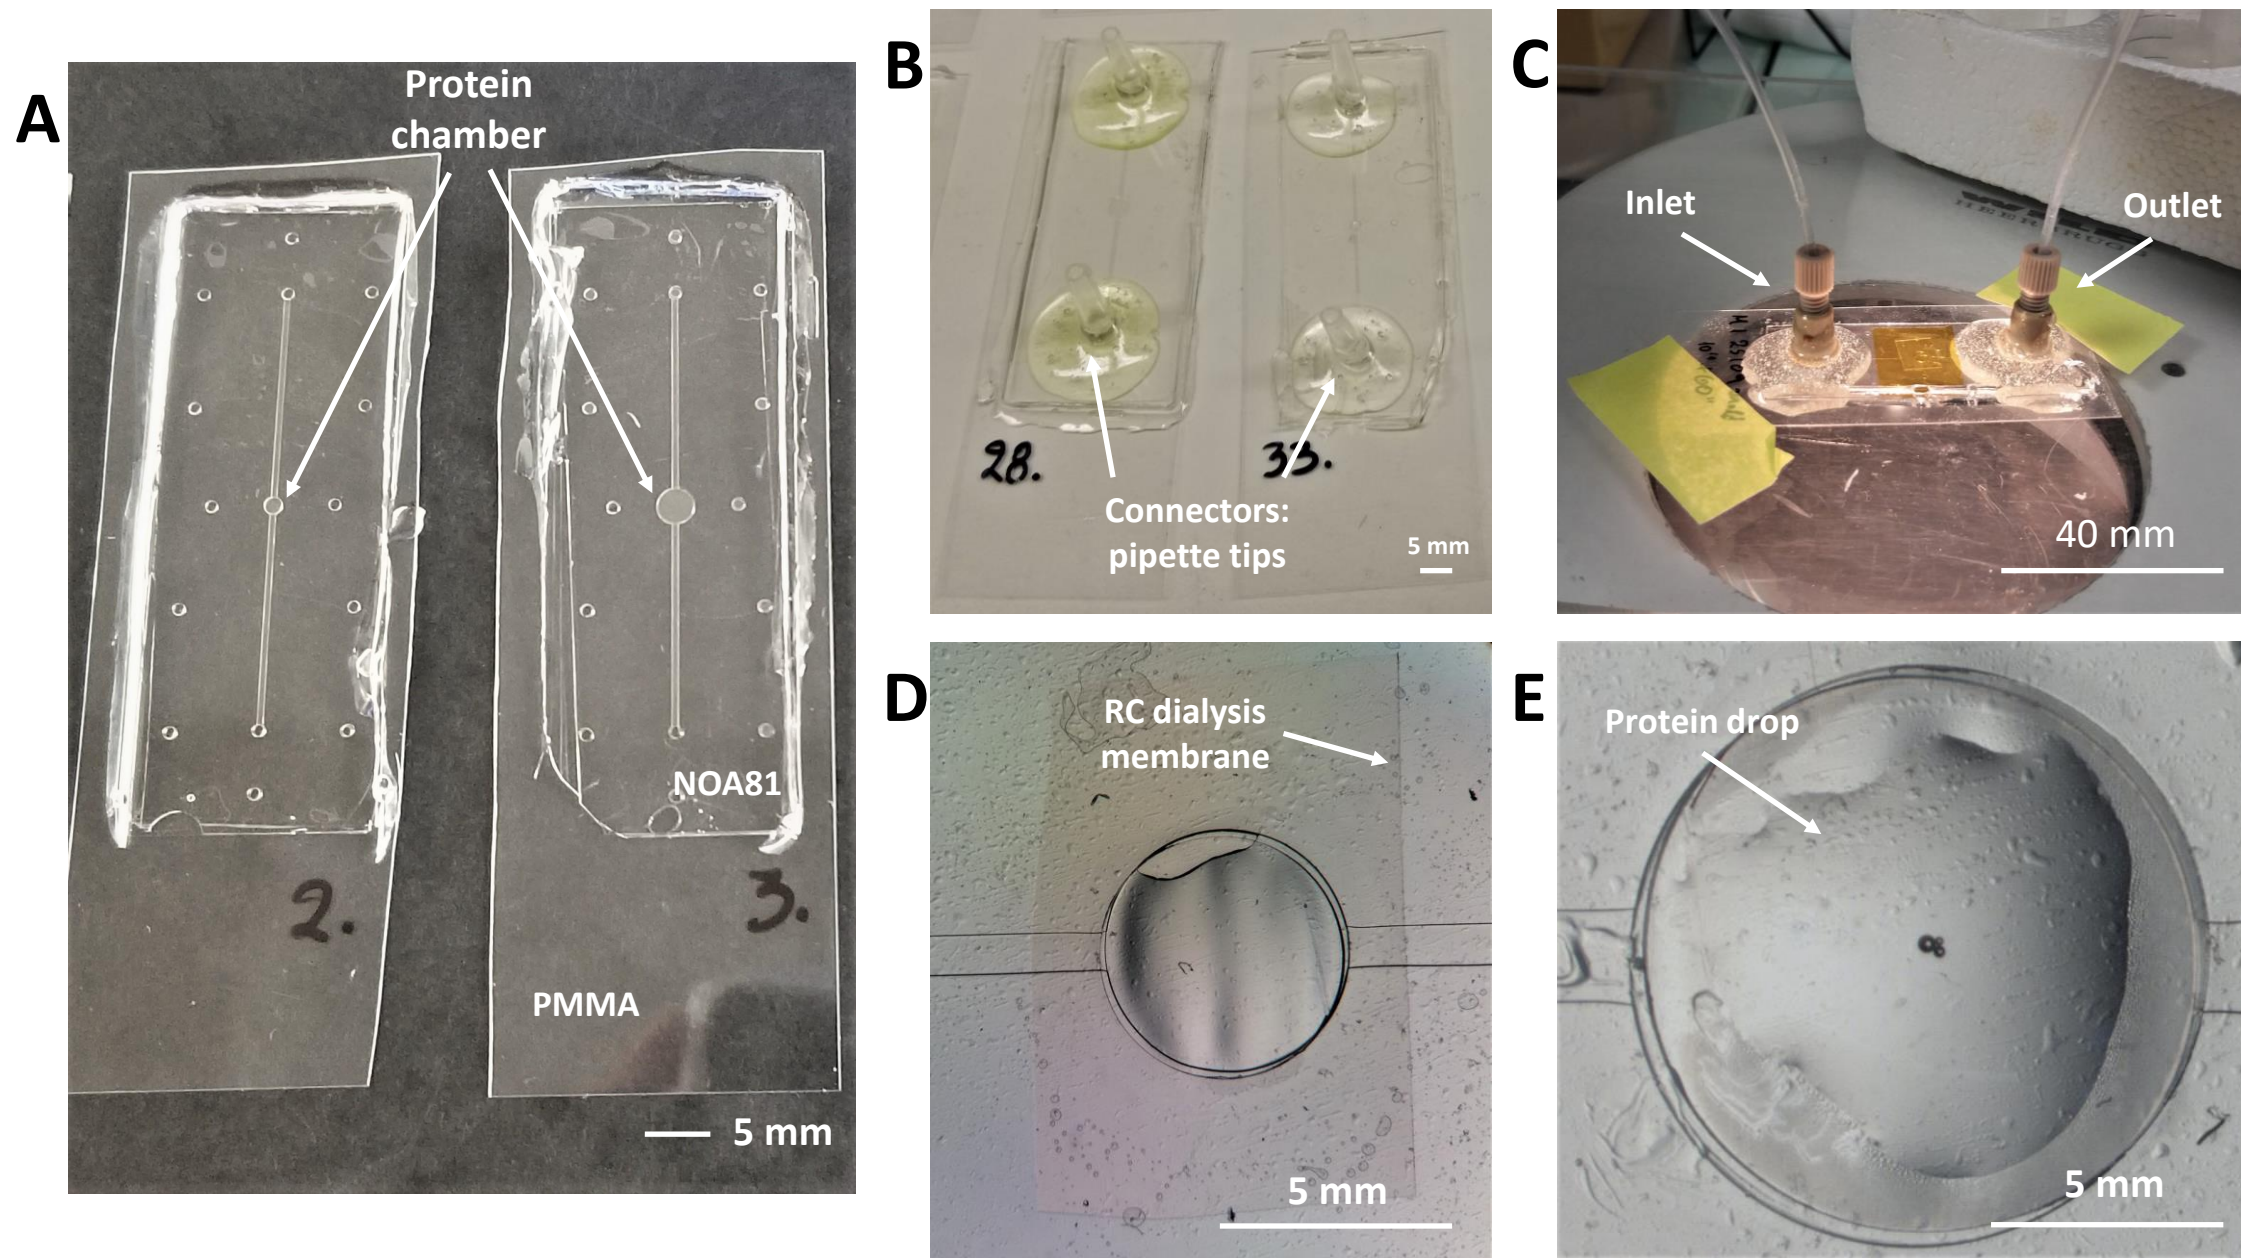 A
Protein
chamber
NOA81
2.
3.
PMMA
5 mm
B
28.
33.
Connectors:
pipette tips
5 mm
C
Inlet
Outlet
HEERBRUGG
40 mm
D
RC dialysis
membrane
5 mm
E
Protein drop
5 mm